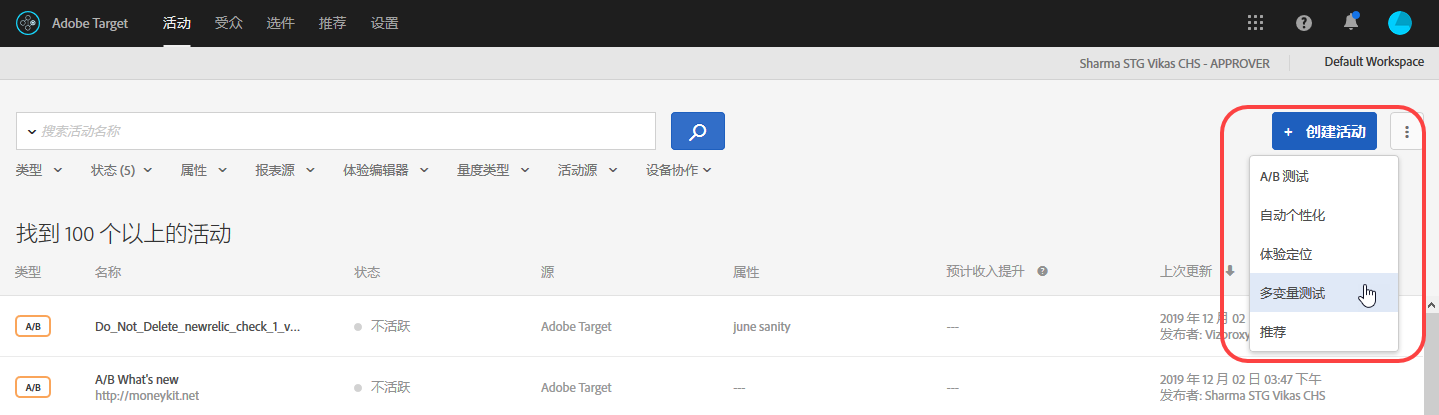 Adobe Target 活动 受众 选件 推荐 设置
Sharma STG Vikas CHS - APPROVER Default Workspace
搜索活动名称
+ 创建活动
类型 状态 (5) 属性 报表源 体验编辑器 量度类型 活动源 设备协作
A/B 测试
自动个性化
体验定位
多变量测试
推荐
找到 100 个以上的活动
类型 名称 状态 源 属性 预计收入提升 上次更新
A/B Do_Not_Delete_newrelic_check_1_v... 不活跃 Adobe Target june sanity ---
2019 年 12 月 02
发布者: Vizproxy
A/B A/B What's new 不活跃 Adobe Target --- --- 2019 年 12 月 02 日 03:47 下午
http://moneykit.net 发布者: Sharma STG Vikas CHS